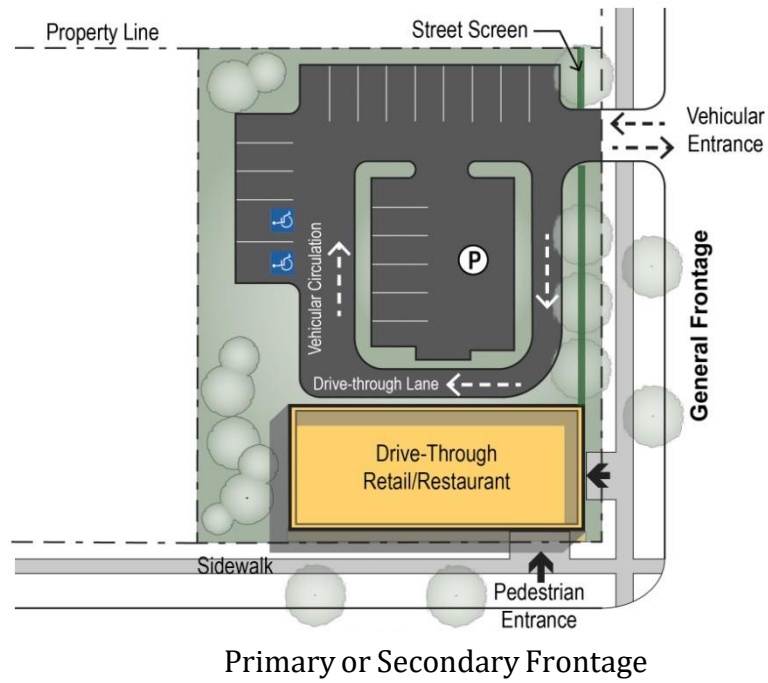 Property Line
Street Screen
Vehicular
Entrance
Vehicular Circulation
P
General Frontage
Drive-through Lane
Drive-Through
Retail/Restaurant
Sidewalk
Pedestrian
Entrance
Primary or Secondary Frontage